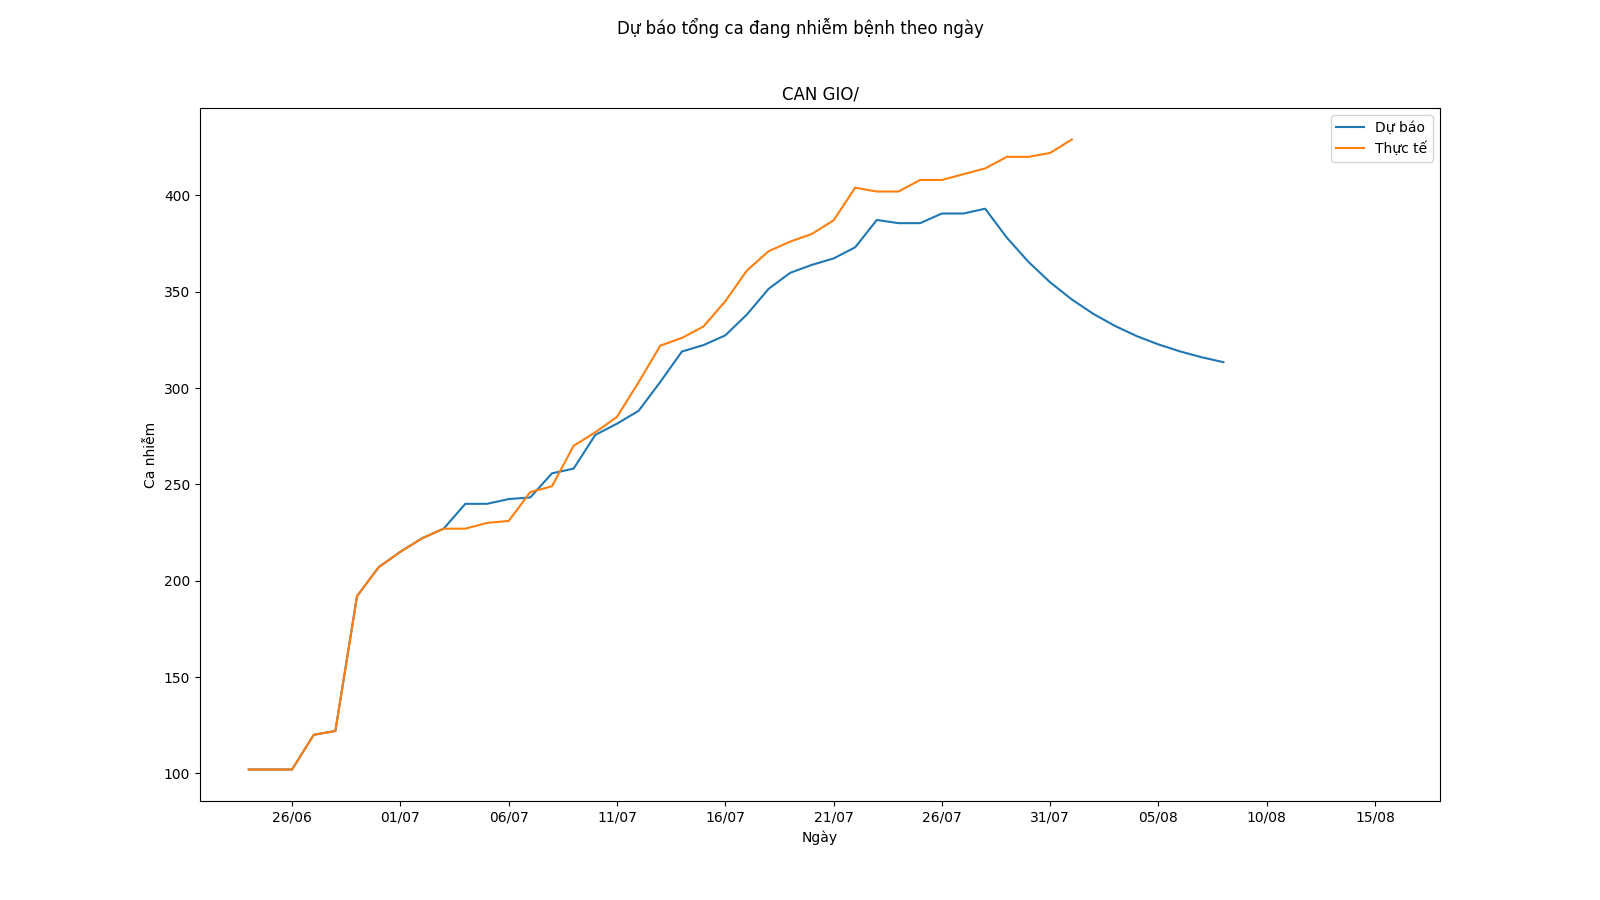 Dự báo tổng ca đang nhiễm bệnh theo ngày
CAN GIO/
Dự báo
Thực tế
400
350
300
250
200
150
100
Ca nhiễm
26/06 01/07 06/07 11/07 16/07 21/07 26/07 31/07 05/08 10/08 15/08
Ngày